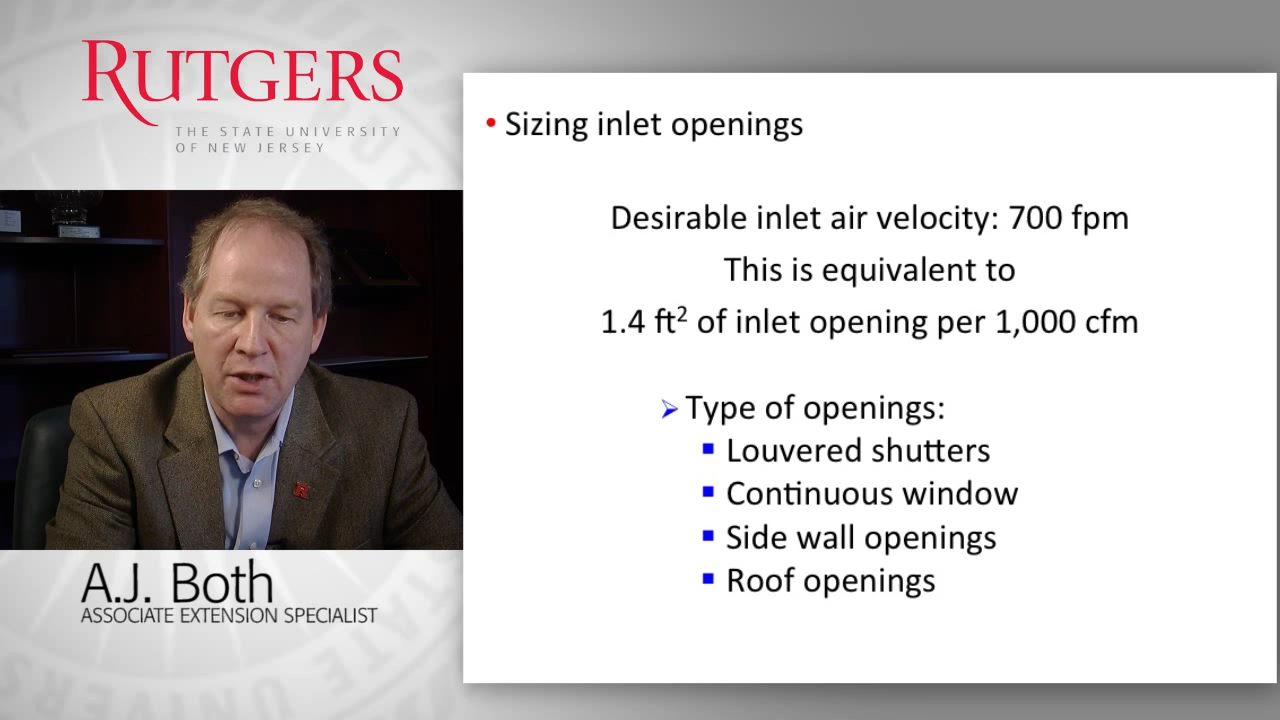 RUTGERS
THE STATE UNIVERSITY
OF NEW JERSEY
• Sizing inlet openings
Desirable inlet air velocity: 700 fpm
This is equivalent to
1.4 ft² of inlet opening per 1,000 cfm
➢ Type of openings:
▪ Louvered shutters
▪ Continuous window
▪ Side wall openings
▪ Roof openings
A.J. Both
ASSOCIATE EXTENSION SPECIALIST